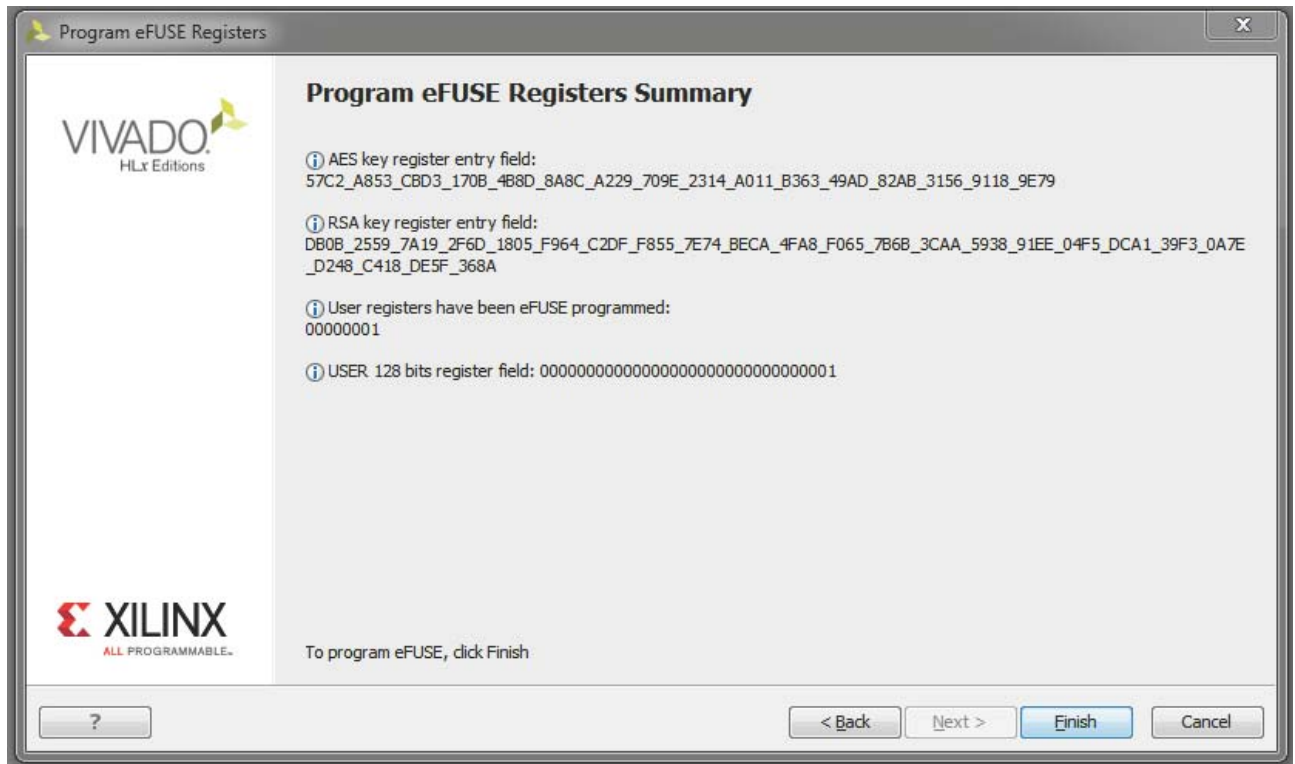 Program eFUSE Registers
X
VIVADO.
HLx Editions
Program eFUSE Registers Summary
AES key register entry field:
57C2_A853_CBD3_170B_4B8D_8A8C_A229_709E_2314_A011_B363_49AD_82AB_3156_9118_9E79
RSA key register entry field:
DB0B_2559_7A19_2F6D_1805_F964_C2DF_F855_7E74_BECA_4FA8_F065_7B6B_3CAA_5938_91EE_04F5_DCA1_39F3_0A7E
_D248_C418_DE5F_368A
User registers have been eFUSE programmed:
00000001
USER 128 bits register field: 00000000000000000000000000000001
XILINX
ALL PROGRAMMABLE.
To program eFUSE, click Finish
?
< Back
Next >
Finish
Cancel